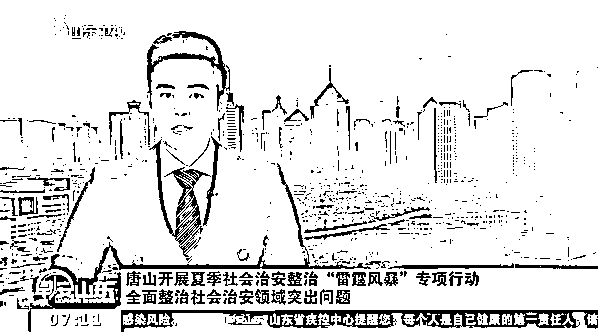 山东卫视
唐山开展夏季社会治安整治“雷霆风暴”专项行动
全面整治社会治安领域突出问题
山东
07:11
感染风险。 山东省疾控中心提醒您：每个人是自己健康的第一责任人，请